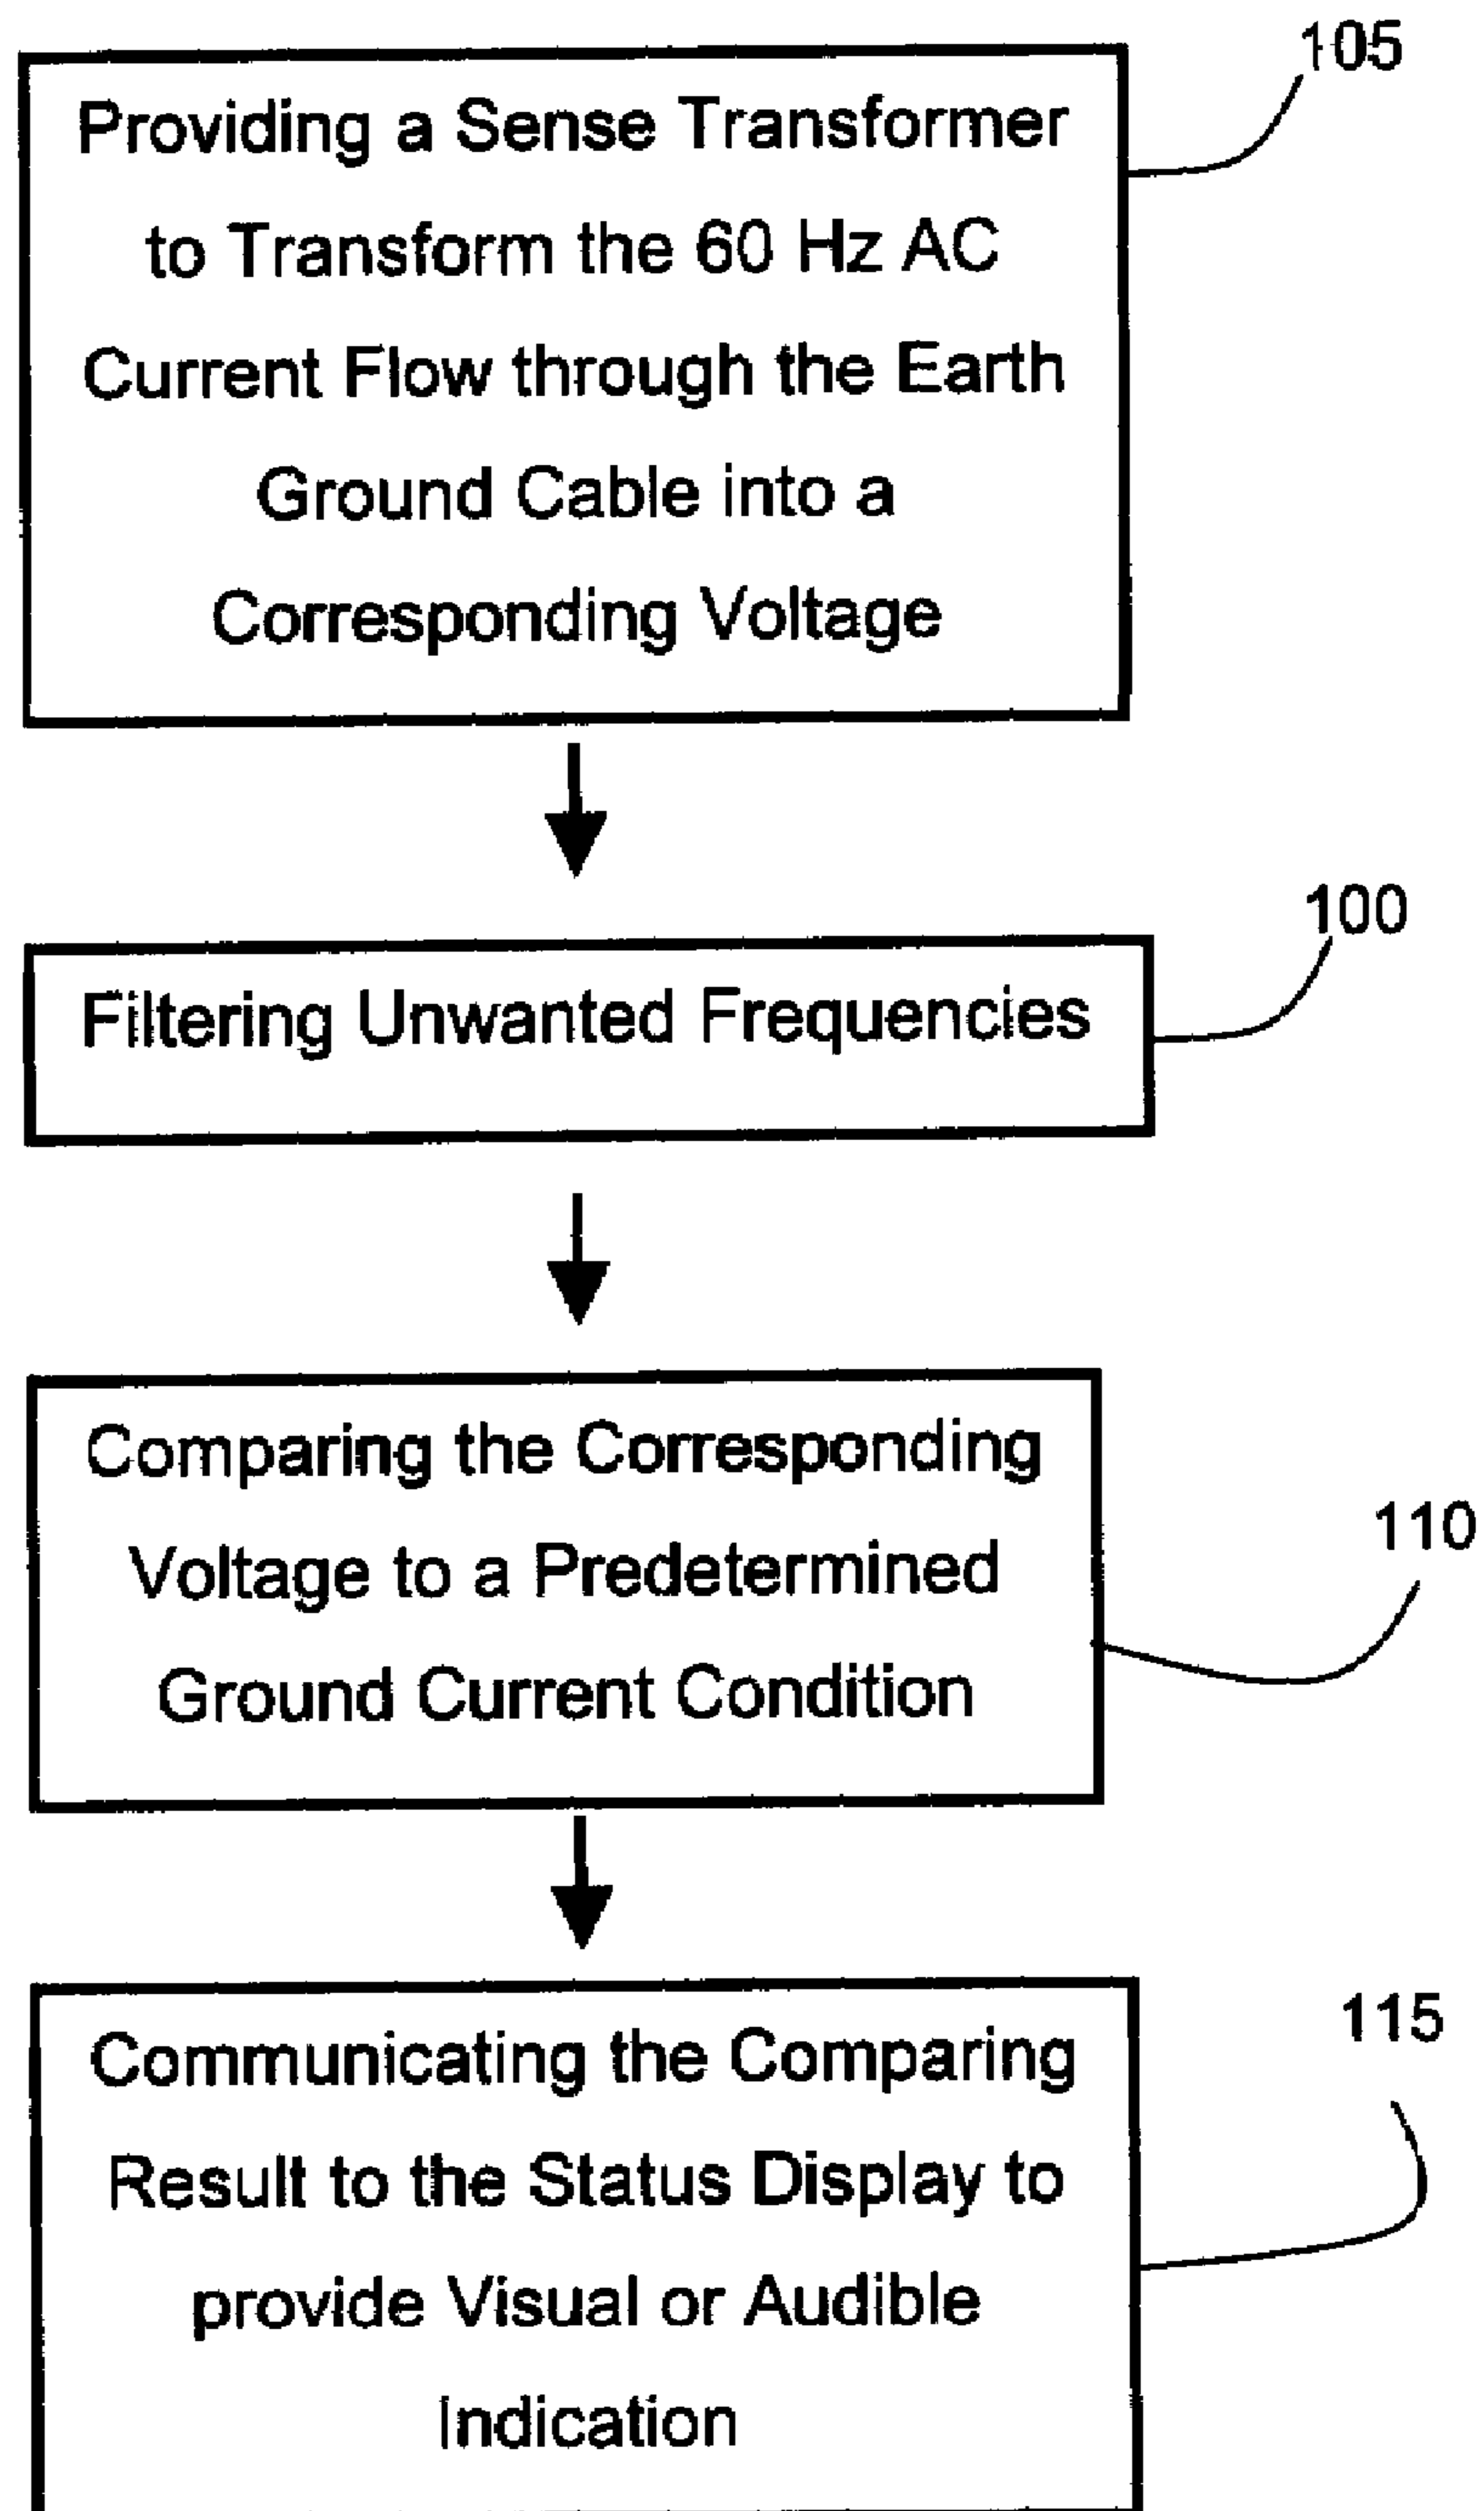 105
Providing a Sense Transformer
to Transform the 60 Hz AC
Current Flow through the Earth
Ground Cable into a
Corresponding Voltage
100
Filtering Unwanted Frequencies
Comparing the Corresponding
110
Voltage to a Predetermined
Ground Current Condition
115
Communicating the Comparing
Result to the Status Display to
provide Visual or Audible
Indication